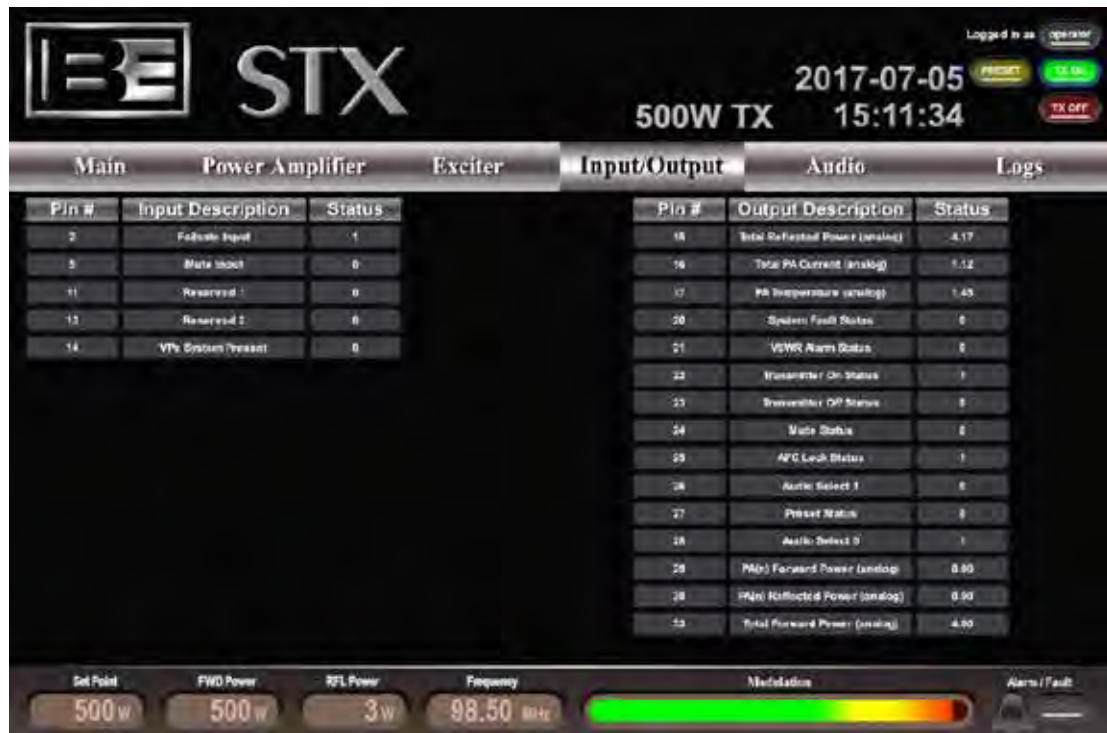 BE STX
Logged in as operator
2017-07-05 PRESET TX ON
500W TX 15:11:34 TX OFF
Main Power Amplifier Exciter Input/Output Audio Logs
Pin # Input Description Status
2 Failsafe Input 1
5 Mute Input 0
11 Reserved 1 0
13 Reserved 2 0
14 VPe System Present 0
Pin # Output Description Status
15 Total Reflected Power (analog) 4.17
16 Total PA Current (analog) 1.12
17 PA Temperature (analog) 1.45
20 System Fault Status 0
21 VSWR Alarm Status 0
22 Transmitter On Status 1
23 Transmitter Off Status 0
24 Mute Status 0
25 AFC Lock Status 1
26 Audio Select 1 0
27 Preset Status
Audio Select 0 1
29 PA(n) Forward Power (analog) 0.00
PA(n) Reflected Power (analog) 0.00
Total Forward Power (analog) 4.00
Set Point FWD Power RFL Power Frequency Modulation Alarm / Fault
500 W 500 W 3 W 98.50 MHz